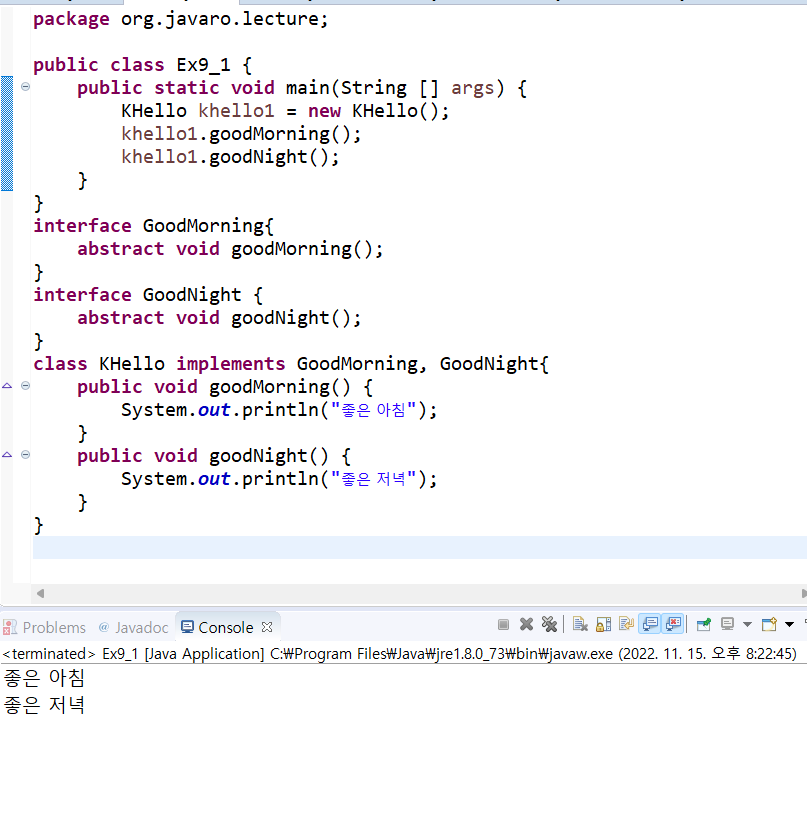 package org.javaro.lecture;
public class Ex9_1 {
public static void main(String [] args) {
KHello khello1 = new KHello();
khello1.goodMorning();
khello1.goodNight();
}
}
interface GoodMorning{
abstract void goodMorning();
}
interface GoodNight {
abstract void goodNight();
}
class KHello implements GoodMorning, GoodNight{
public void goodMorning() {
System.out.println("좋은 아침");
}
public void goodNight() {
System.out.println("좋은 저녁");
}
}
Problems @ Javadoc Console
<terminated> Ex9_1 [Java Application] C:₩Program Files₩Java₩jre1.8.0_73₩bin₩javaw.exe (2022. 11. 15. 오후 8:22:45)
좋은 아침
좋은 저녁